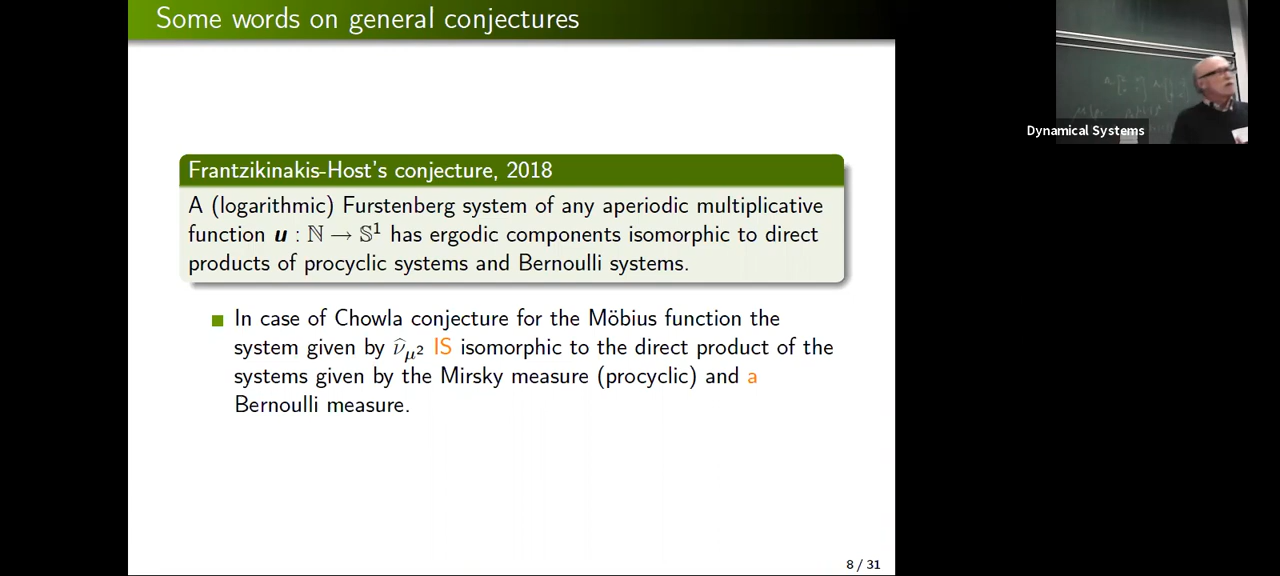 Some words on general conjectures
Dynamical Systems
Frantzikinakis-Host's conjecture, 2018
A (logarithmic) Furstenberg system of any aperiodic multiplicative
function u : ℕ → 𝕊¹ has ergodic components isomorphic to direct
products of procyclic systems and Bernoulli systems.
In case of Chowla conjecture for the Möbius function the
system given by ν̂_{μ²} IS isomorphic to the direct product of the
systems given by the Mirsky measure (procyclic) and a
Bernoulli measure.
8 / 31